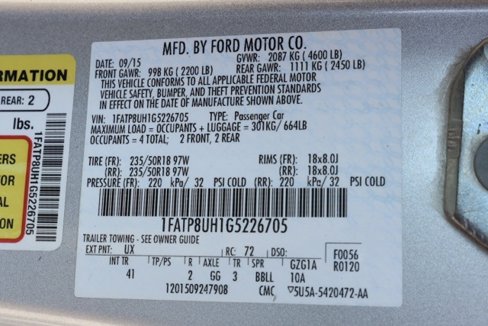 MFD. BY FORD MOTOR CO.
DATE: 09/15 GVWR: 2087 KG (4600 LB)
FRONT GAWR: 998 KG (2200 LB) REAR GAWR: 1111 KG (2450 LB)
THIS VEHICLE CONFORMS TO ALL APPLICABLE FEDERAL MOTOR
VEHICLE SAFETY, BUMPER, AND THEFT PREVENTION STANDARDS
IN EFFECT ON THE DATE OF MANUFACTURE SHOWN ABOVE.
VIN: 1FATP8UH1G5226705 TYPE: Passenger Car
MAXIMUM LOAD = OCCUPANTS + LUGGAGE = 301KG/ 664LB
OCCUPANTS = 4 TOTAL: 2 FRONT, 2 REAR
TIRE (FR): 235/50R18 97W RIMS (FR): 18x8.0J
(RR): 235/50R18 97W (RR): 18x8.0J
PRESSURE (FR): 220 kPa/ 32 PSI COLD (RR): 220 kPa/ 32 PSI COLD
1FATP8UH1G5226705
TRAILER TOWING - SEE OWNER GUIDE
EXT PNT: UX RC: 72 DSO: F0056
R0120
INT TR TP/PS R AXLE TR SPR GZG1A
41 2 GG 3 BBLL 10A
1201509247908 CMC 5U5A-5420472-AA
FORMATION
REAR: 2
lbs.
ERS
1FATP8UH1G5226705